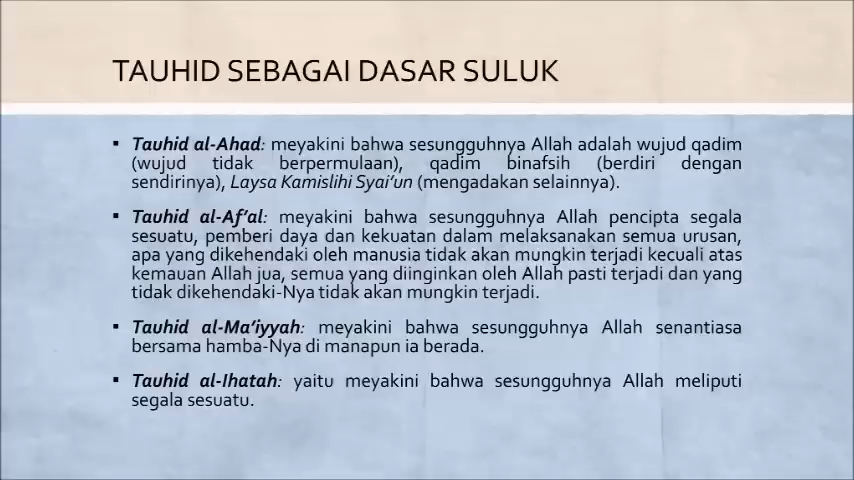 TAUHID SEBAGAI DASAR SULUK
▪ Tauhid al-Ahad: meyakini bahwa sesungguhnya Allah adalah wujud qadim
(wujud tidak berpermulaan), qadim binafsih (berdiri dengan
sendirinya), Laysa Kamislihi Syai’un (mengadakan selainnya).
▪ Tauhid al-Af’al: meyakini bahwa sesungguhnya Allah pencipta segala
sesuatu, pemberi daya dan kekuatan dalam melaksanakan semua urusan,
apa yang dikehendaki oleh manusia tidak akan mungkin terjadi kecuali atas
kemauan Allah jua, semua yang diinginkan oleh Allah pasti terjadi dan yang
tidak dikehendaki-Nya tidak akan mungkin terjadi.
▪ Tauhid al-Ma’iyyah: meyakini bahwa sesungguhnya Allah senantiasa
bersama hamba-Nya di manapun ia berada.
▪ Tauhid al-Ihatah: yaitu meyakini bahwa sesungguhnya Allah meliputi
segala sesuatu.